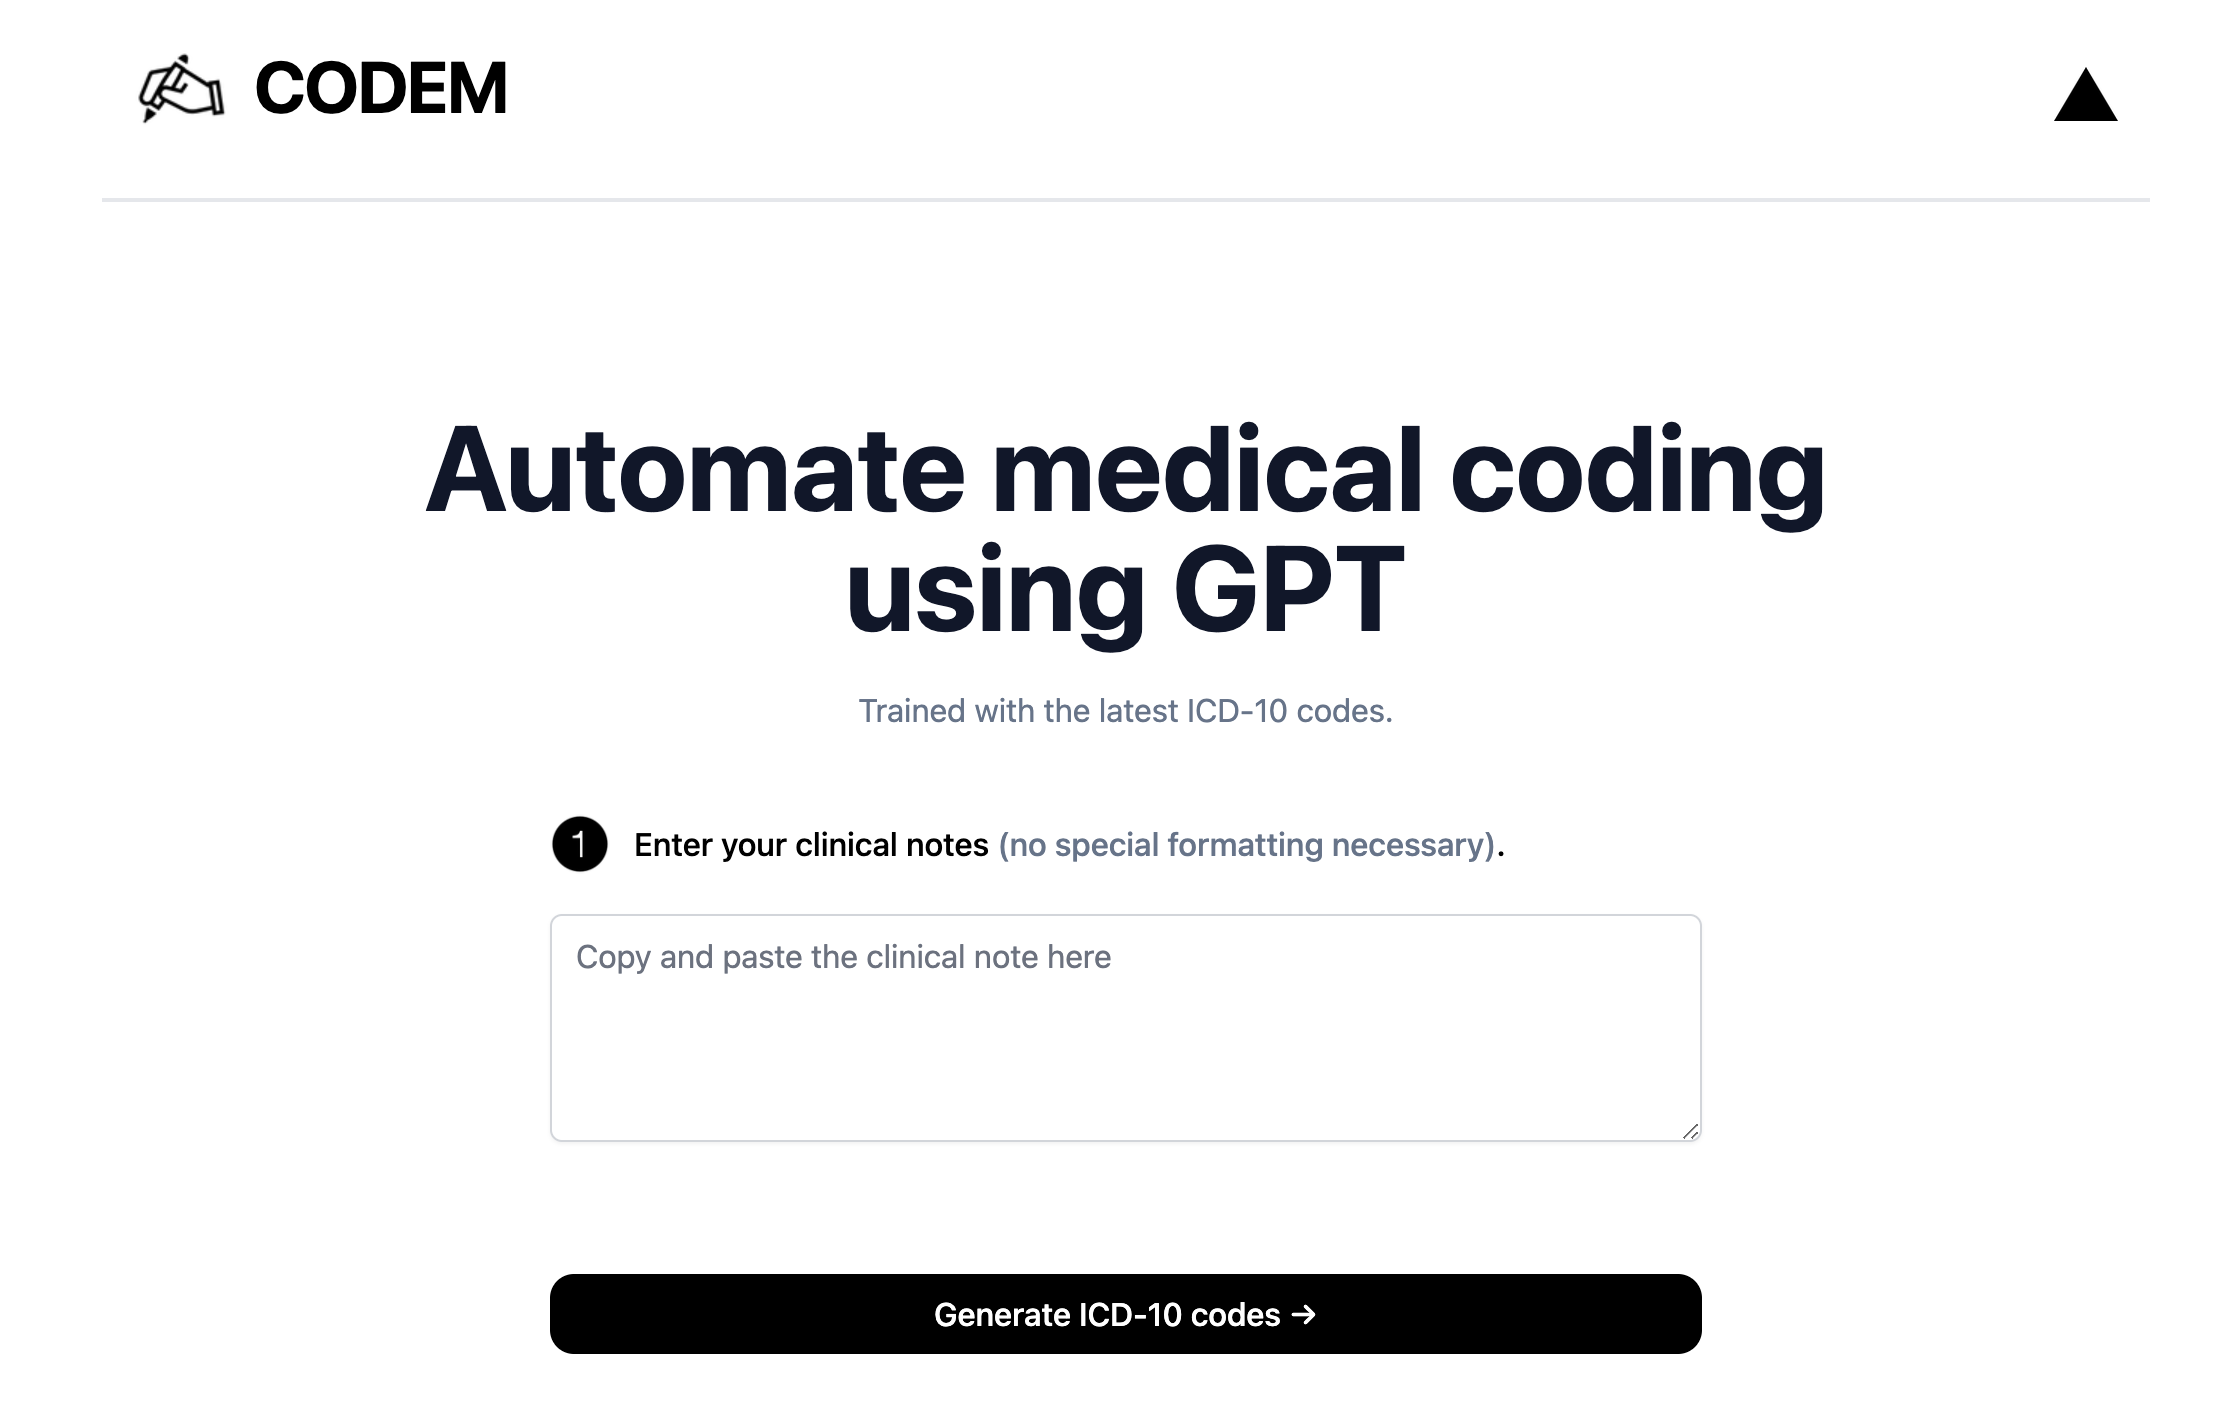 CODEM
Automate medical coding
using GPT
Trained with the latest ICD-10 codes.
1 Enter your clinical notes (no special formatting necessary).
Copy and paste the clinical note here
Generate ICD-10 codes →